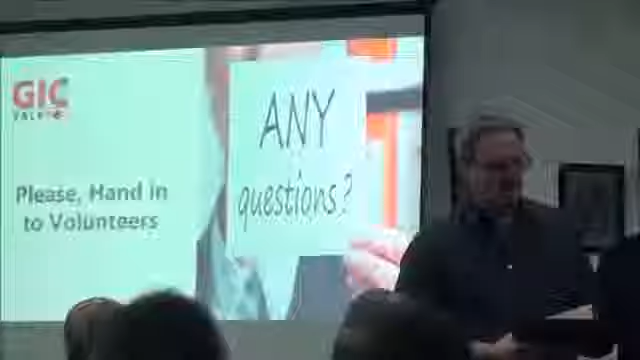 GIC
Please, Hand in
to Volunteers
ANY
questions?